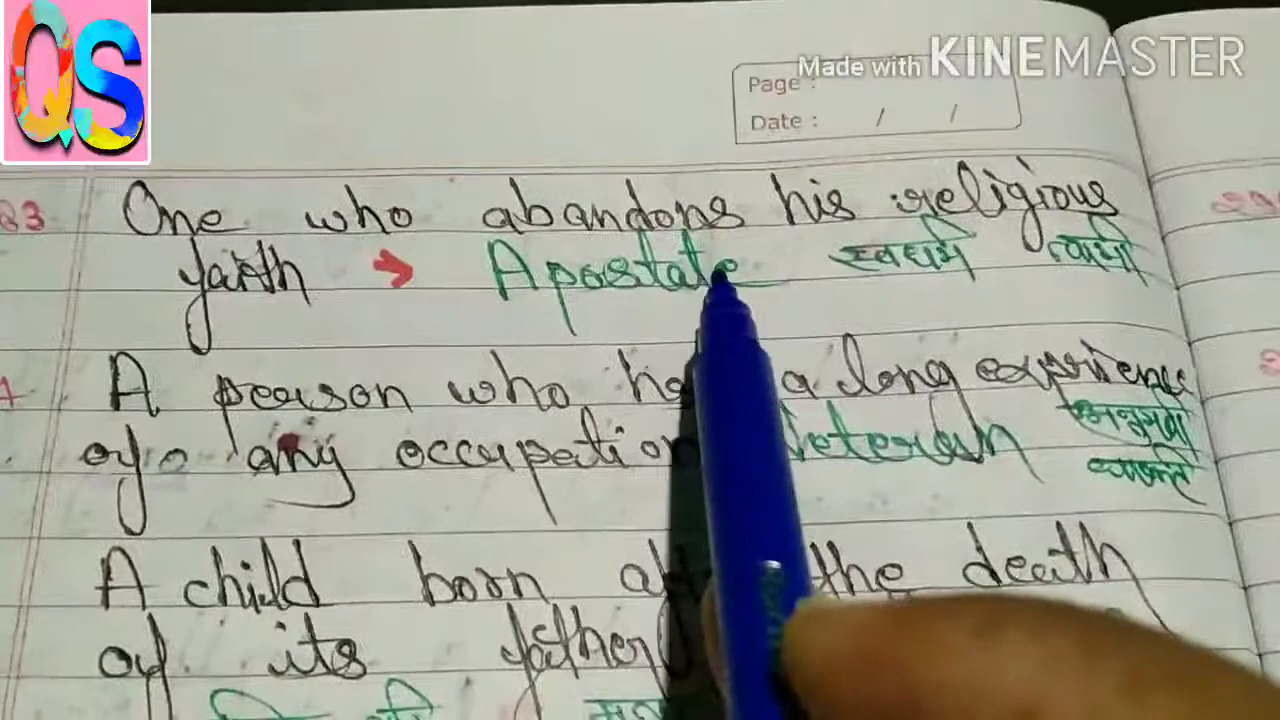 QS
Made with KINEMASTER
Page :
Date : / /
83 One who abandons his religious
faith → Apostate स्वधर्म त्यागी
A person who has a long experience
of any occupation Veteran अनुभवी
व्यक्ति
A child born the death
of its father